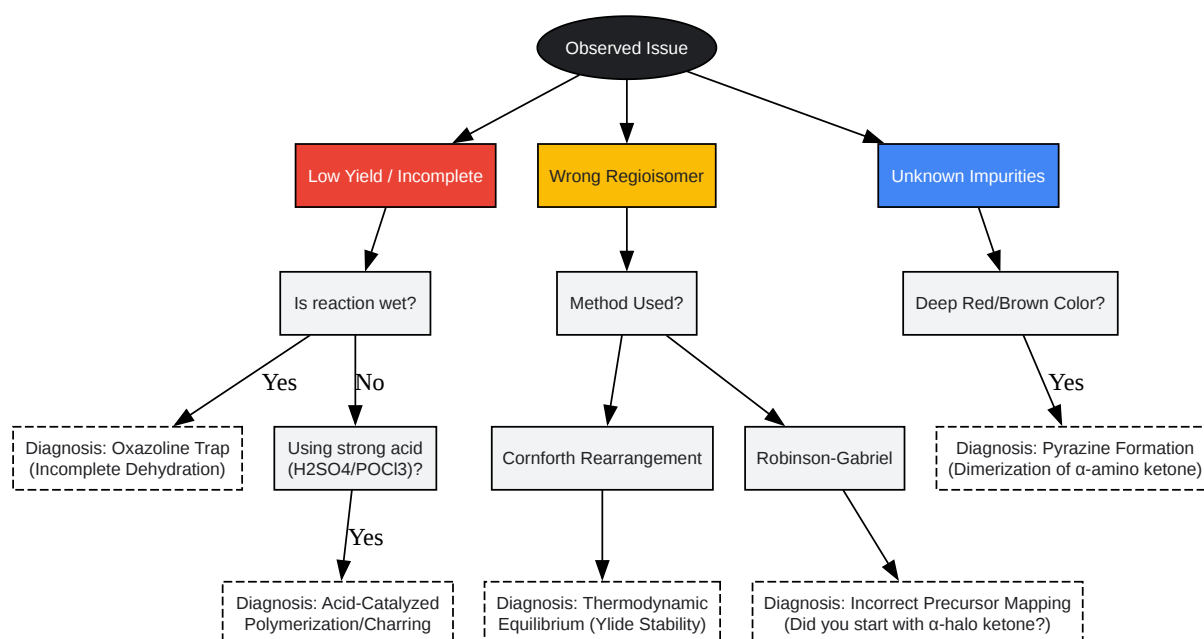 Observed Issue
Low Yield / Incomplete
Wrong Regioisomer
Unknown Impurities
Is reaction wet?
Method Used?
Deep Red/Brown Color?
Yes
No
Yes
Diagnosis: Oxazoline Trap
(Incomplete Dehydration)
Using strong acid
(H2SO4/POCl3)?
Cornforth Rearrangement
Robinson-Gabriel
Diagnosis: Pyrazine Formation
(Dimerization of α-amino ketone)
Yes
Diagnosis: Acid-Catalyzed
Polymerization/Charring
Diagnosis: Thermodynamic
Equilibrium (Ylide Stability)
Diagnosis: Incorrect Precursor Mapping
(Did you start with α-halo ketone?)